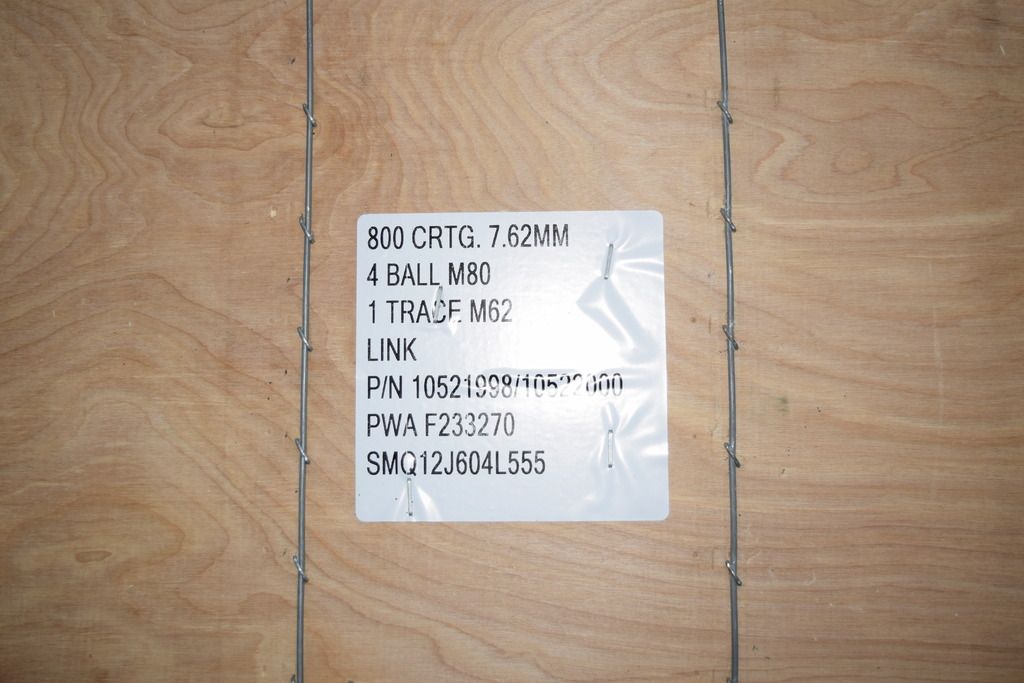 800 CRTG. 7.62MM
4 BALL M80
1 TRACE M62
LINK
P/N 10521998/10522000
PWA F233270
SMQ12J604L555